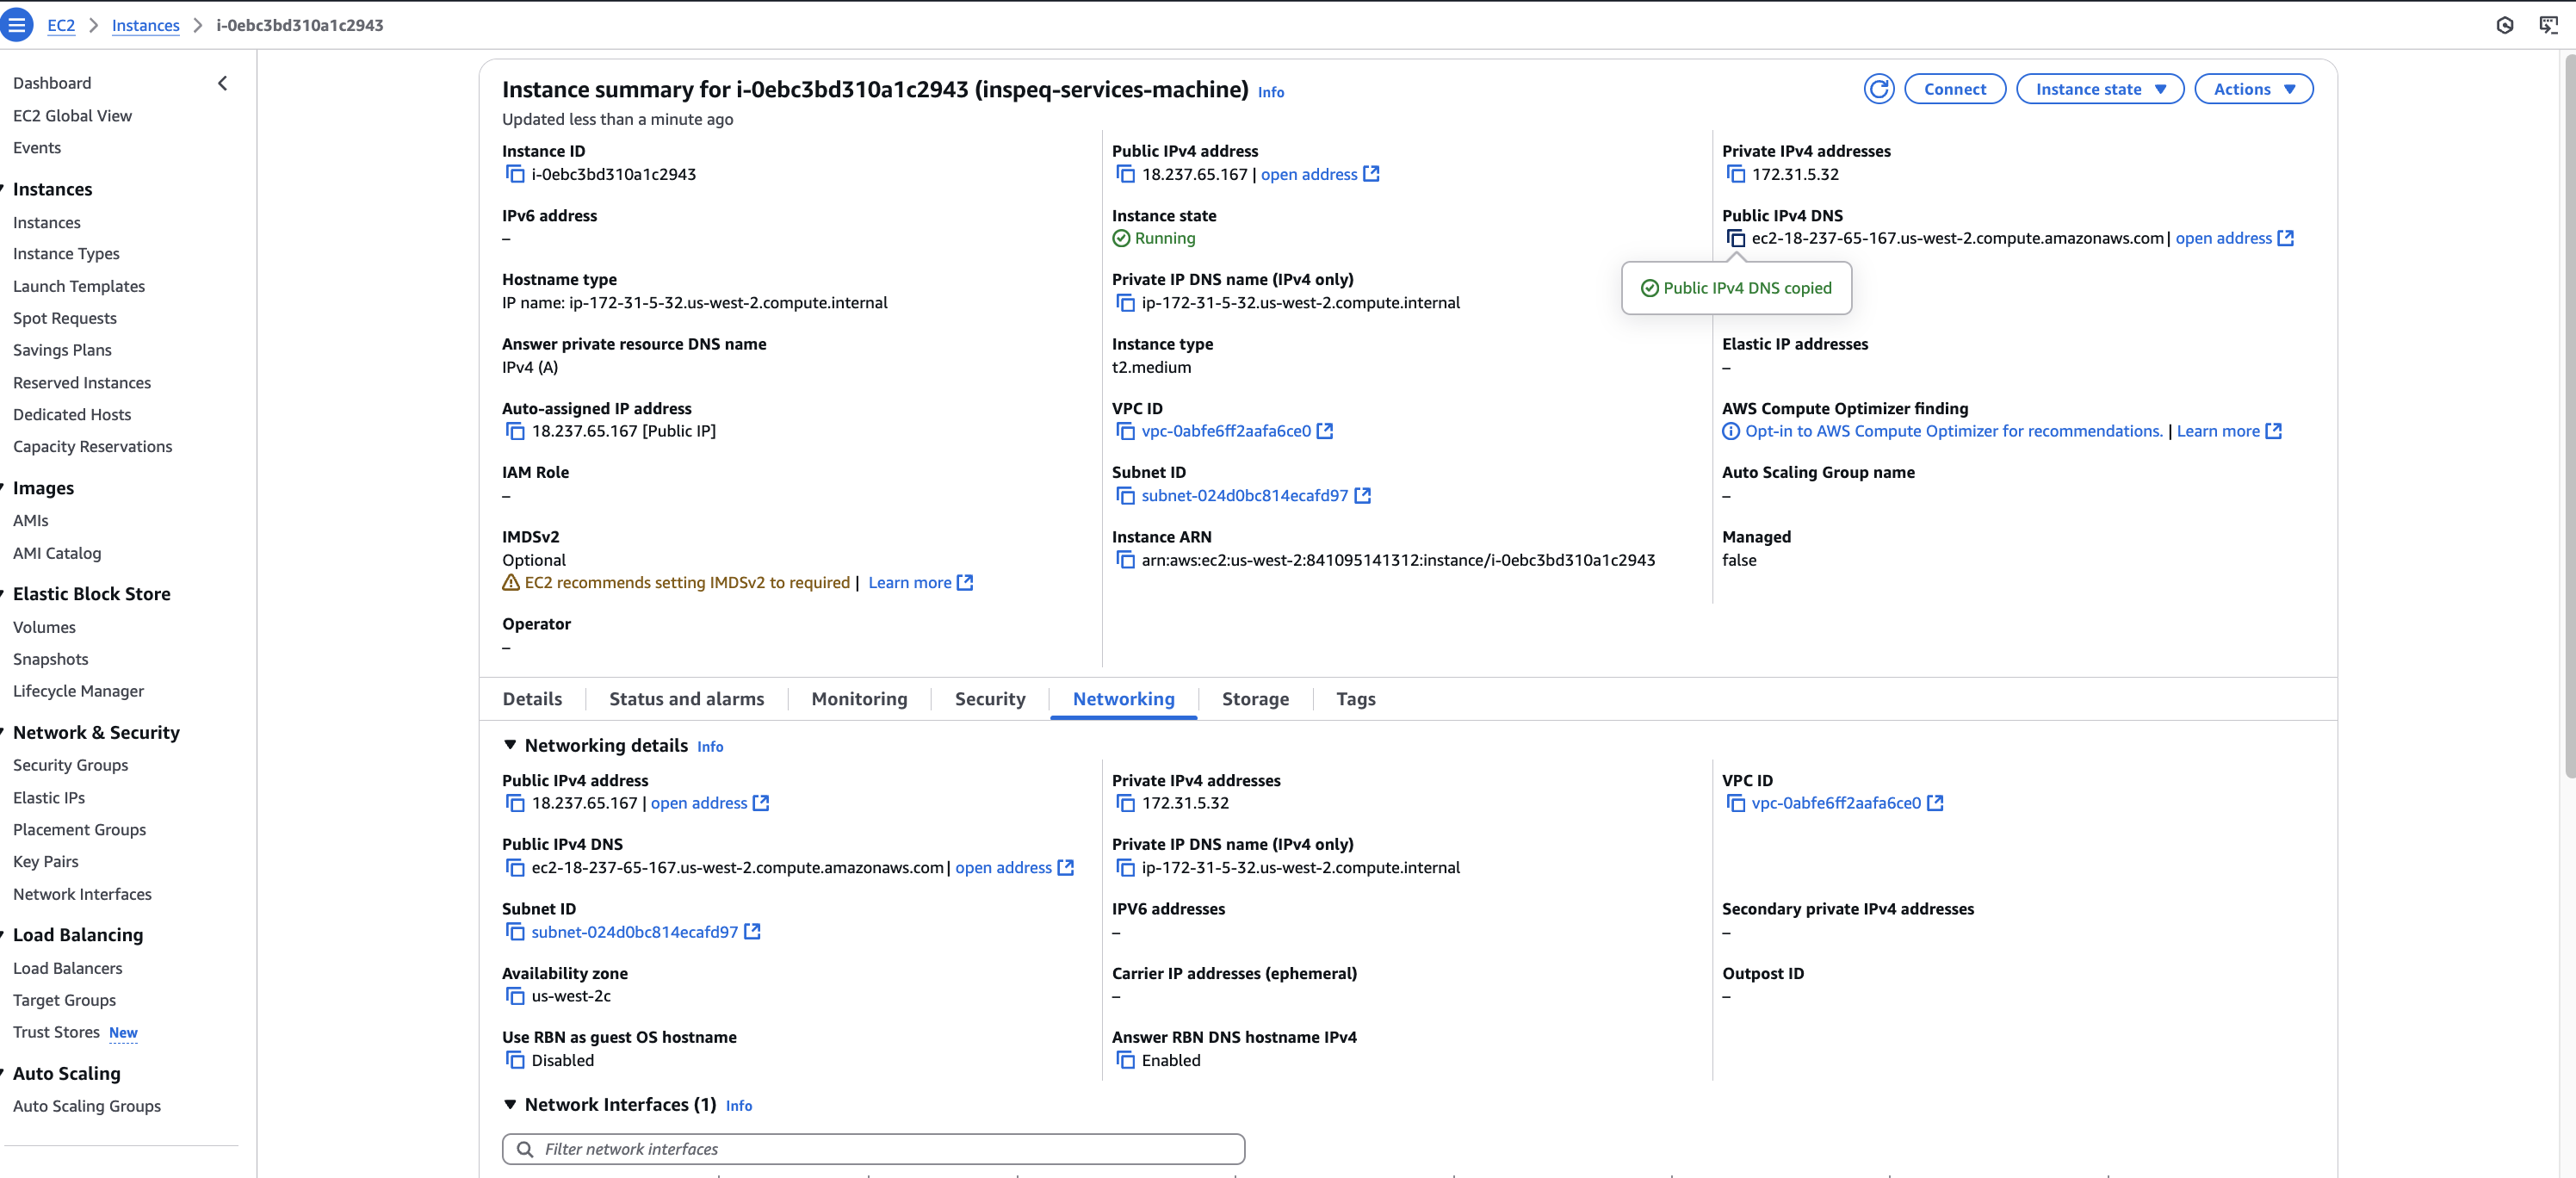 EC2 > Instances > i-0ebc3bd310a1c2943
Dashboard
EC2 Global View
Events
Instances
Instances
Instance Types
Launch Templates
Spot Requests
Savings Plans
Reserved Instances
Dedicated Hosts
Capacity Reservations
Images
AMIs
AMI Catalog
Elastic Block Store
Volumes
Snapshots
Lifecycle Manager
Network & Security
Security Groups
Elastic IPs
Placement Groups
Key Pairs
Network Interfaces
Load Balancing
Load Balancers
Target Groups
Trust Stores New
Auto Scaling
Auto Scaling Groups
Instance summary for i-0ebc3bd310a1c2943 (inspeq-services-machine) Info
Connect
Instance state
Actions
Updated less than a minute ago
Instance ID
i-0ebc3bd310a1c2943
Public IPv4 address
18.237.65.167 | open address
Private IPv4 addresses
172.31.5.32
IPv6 address
–
Instance state
Running
Public IPv4 DNS
ec2-18-237-65-167.us-west-2.compute.amazonaws.com | open address
Public IPv4 DNS copied
Hostname type
IP name: ip-172-31-5-32.us-west-2.compute.internal
Private IP DNS name (IPv4 only)
ip-172-31-5-32.us-west-2.compute.internal
Answer private resource DNS name
IPv4 (A)
Instance type
t2.medium
Elastic IP addresses
–
Auto-assigned IP address
18.237.65.167 [Public IP]
VPC ID
vpc-0abfe6ff2aafa6ce0
AWS Compute Optimizer finding
Opt-in to AWS Compute Optimizer for recommendations. | Learn more
IAM Role
–
Subnet ID
subnet-024d0bc814ecafd97
Auto Scaling Group name
–
IMDSv2
Optional
EC2 recommends setting IMDSv2 to required | Learn more
Instance ARN
arn:aws:ec2:us-west-2:841095141312:instance/i-0ebc3bd310a1c2943
Managed
false
Operator
–
Details
Status and alarms
Monitoring
Security
Networking
Storage
Tags
Networking details Info
Public IPv4 address
18.237.65.167 | open address
Private IPv4 addresses
172.31.5.32
VPC ID
vpc-0abfe6ff2aafa6ce0
Public IPv4 DNS
ec2-18-237-65-167.us-west-2.compute.amazonaws.com | open address
Private IP DNS name (IPv4 only)
ip-172-31-5-32.us-west-2.compute.internal
Subnet ID
subnet-024d0bc814ecafd97
IPV6 addresses
–
Secondary private IPv4 addresses
–
Availability zone
us-west-2c
Carrier IP addresses (ephemeral)
–
Outpost ID
–
Use RBN as guest OS hostname
Disabled
Answer RBN DNS hostname IPv4
Enabled
Network Interfaces (1) Info
Filter network interfaces